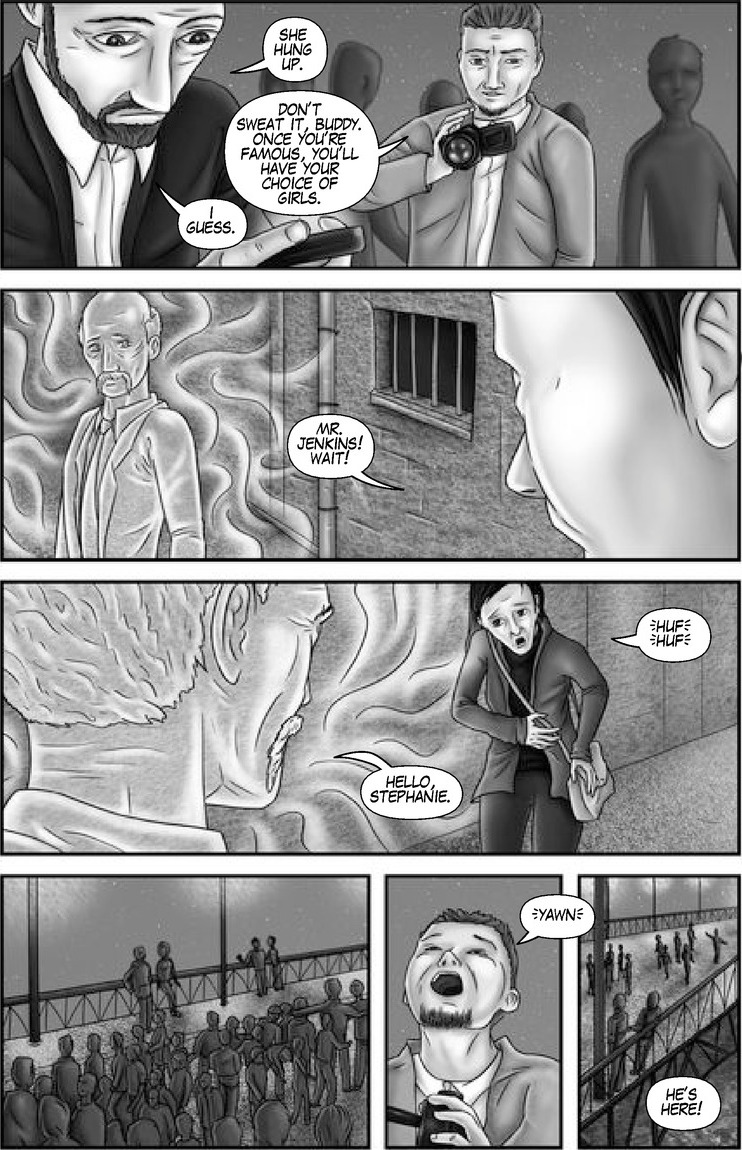 SHE
HUNG
UP.
DON'T
SWEAT IT, BUDDY.
ONCE YOU'RE
FAMOUS, YOU'LL
HAVE YOUR
CHOICE OF
GIRLS.
I
GUESS.
MR.
JENKINS!
WAIT!
HUF
HUF
HELLO,
STEPHANIE.
YAWN
HE'S
HERE!